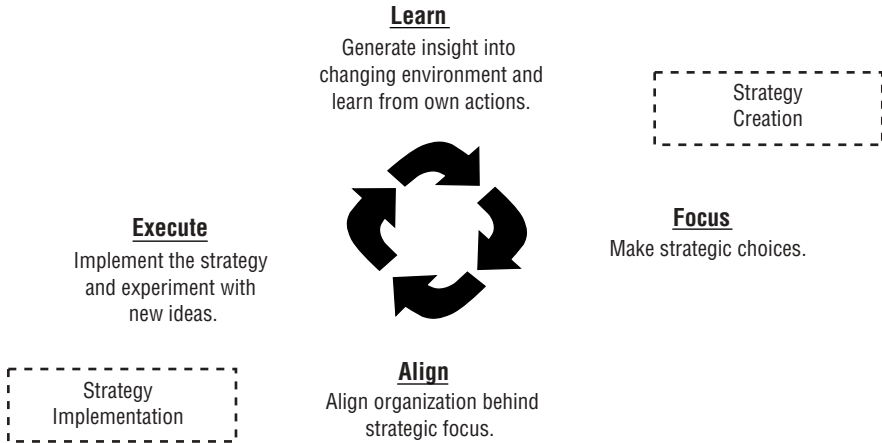 Learn
Generate insight into
changing environment and
learn from own actions.
Strategy
Creation
Focus
Make strategic choices.
Execute
Implement the strategy
and experiment with
new ideas.
Align
Align organization behind
strategic focus.
Strategy
Implementation